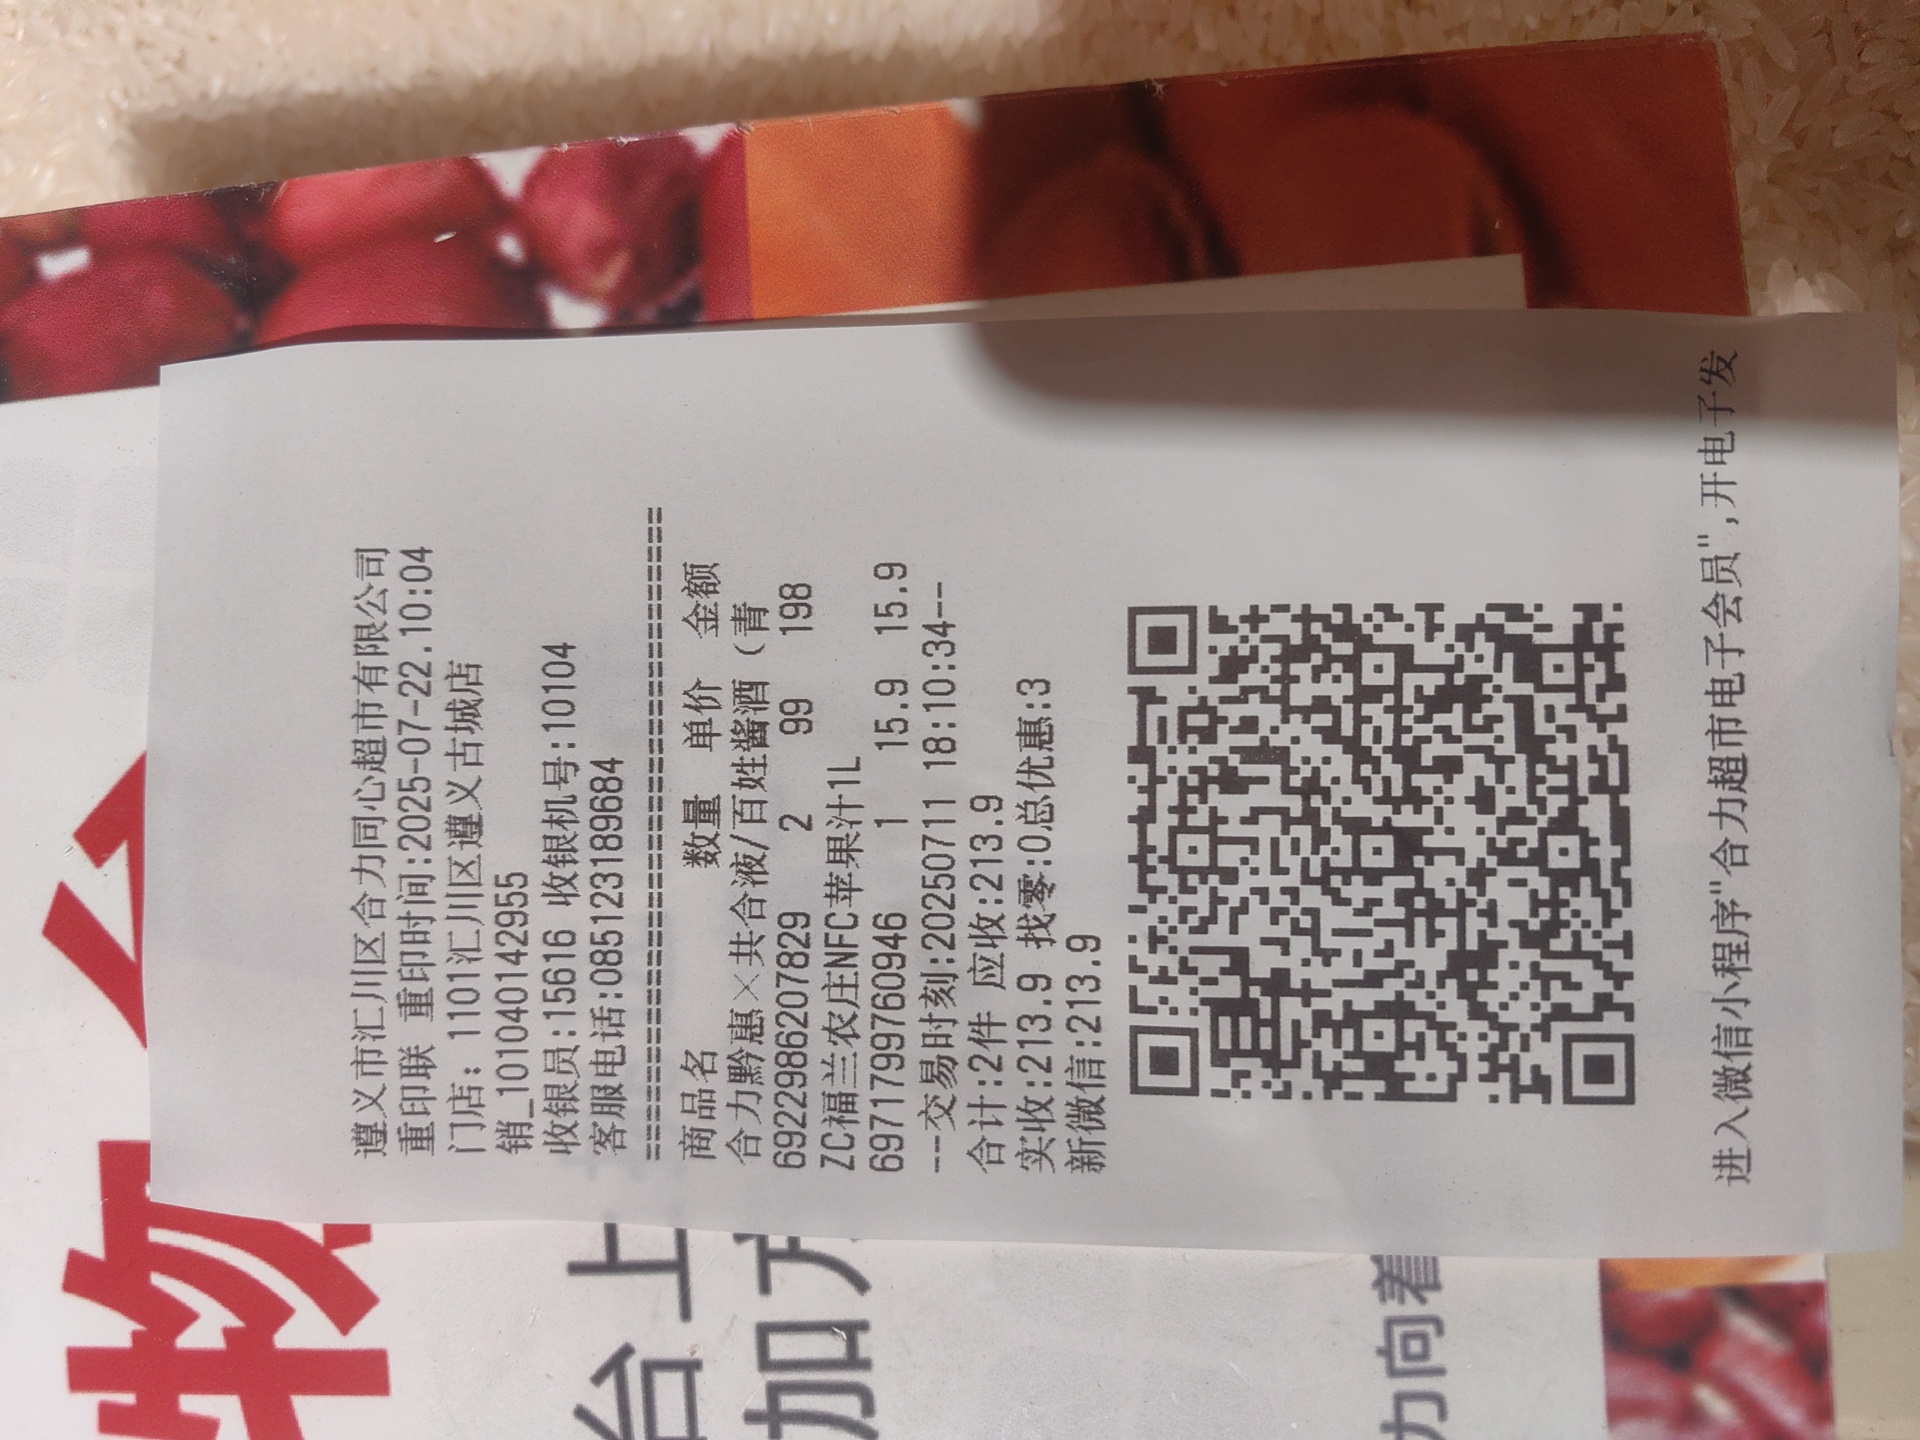 遵义市汇川区合力同心超市有限公司
重印联 重印时间:2025-07-22.10:04
门店: 1101汇川区遵义古城店
销_101040142955
收银员:15616 收银机号:10104
客服电话:085123189684
================================
商品名 数量 单价 金额
合力黔惠×共合液/百姓酱酒（青
6922986207829 2 99 198
ZC福兰农庄NFC苹果汁1L
6971799760946 1 15.9 15.9
--交易时刻:20250711 18:10:34--
合计:2件 应收:213.9
实收:213.9 找零:0总优惠:3
新微信:213.9
进入微信小程序"合力超市电子会员",开电子发
物
台上
加
力向着